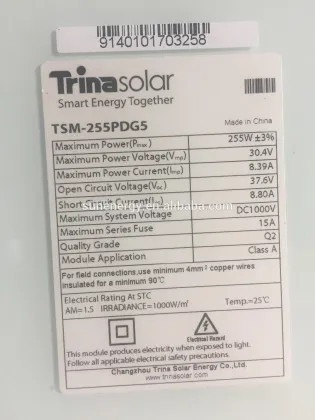 9140101703258
Trinasolar
Smart Energy Together
TSM-255PDG5 Made in China
Maximum Power(Pmax) 255W ±3%
Maximum Power Voltage(Vmp) 30.4V
Maximum Power Current(Imp) 8.39A
Open Circuit Voltage(Voc) 37.6V
Short Circuit Current(Isc) 8.80A
Maximum System Voltage DC1000V
Maximum Series Fuse 15A
Quality Grade Q2
Module Application Class A
For field connections,use minimum 4mm² copper wires
insulated for a minimum 90℃
Electrical Rating At STC
AM=1.5 IRRADIANCE=1000W/㎡ Temp.=25℃
Electrical Hazard
This module produces electricity when exposed to light.
Follow all applicable electrical safety precautions.
Changzhou Trina Solar Energy Co.,Ltd.
www.trinasolar.com